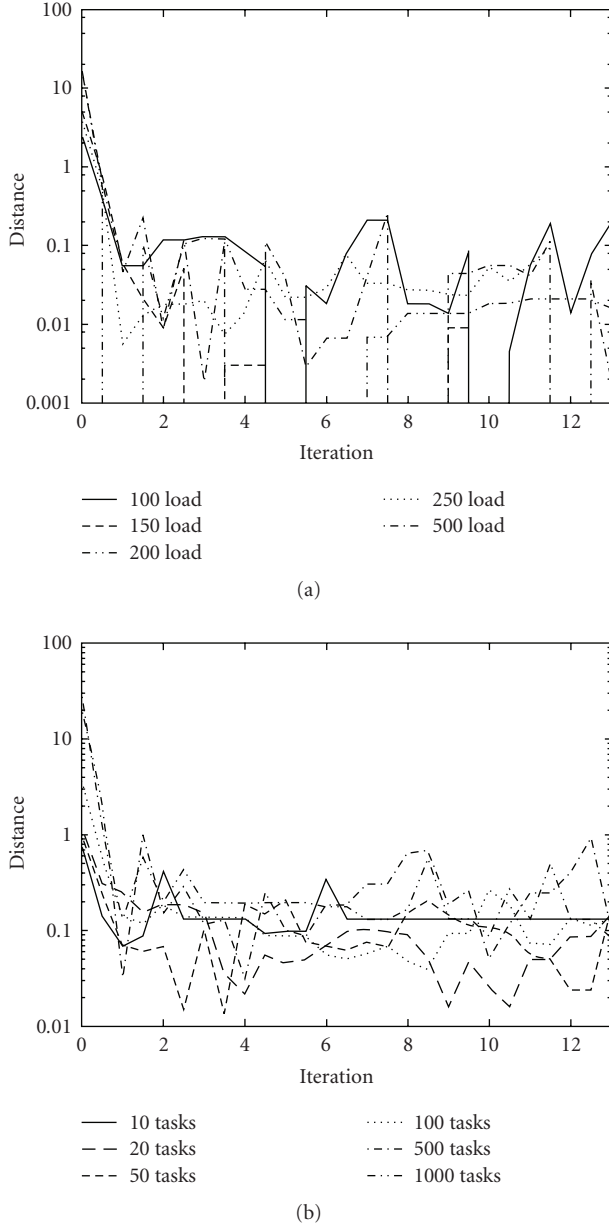 100
10
1
0.1
0.01
0.001
Distance
0 2 4 6 8 10 12
Iteration
100 load
150 load
200 load
250 load
500 load
(a)
100
10
1
0.1
0.01
Distance
0 2 4 6 8 10 12
Iteration
10 tasks
20 tasks
50 tasks
100 tasks
500 tasks
1000 tasks
(b)